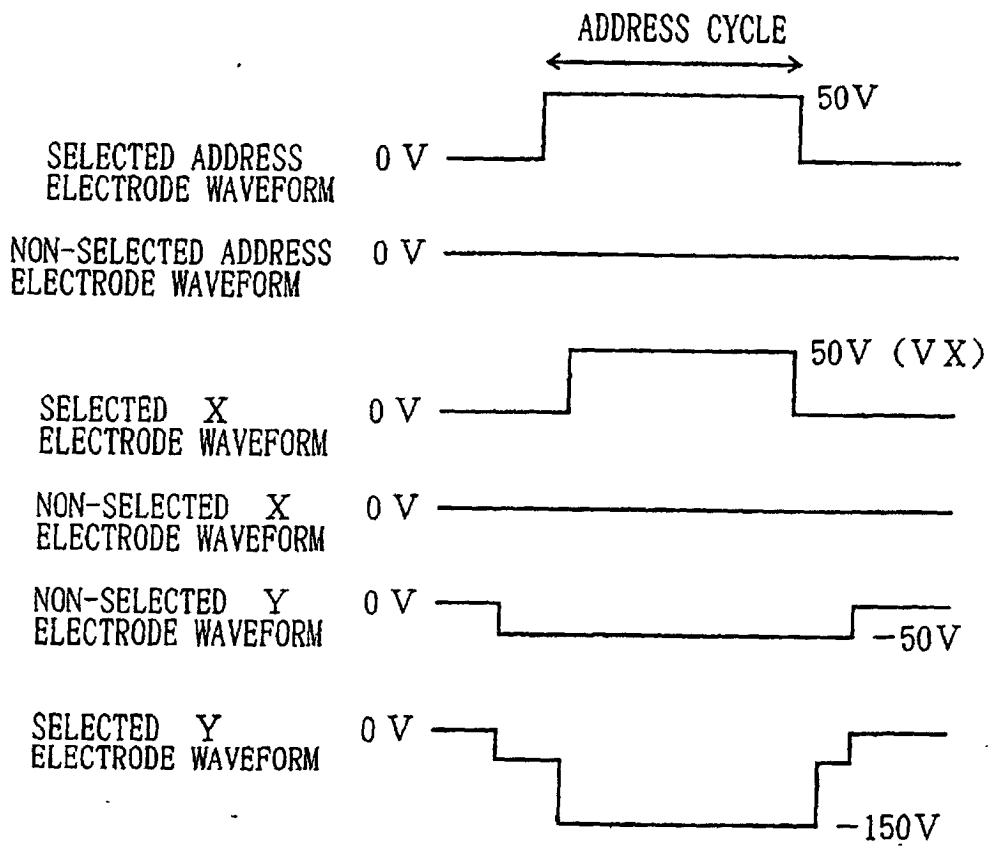 ADDRESS CYCLE
50V
SELECTED ADDRESS 0 V
ELECTRODE WAVEFORM
NON-SELECTED ADDRESS 0 V
ELECTRODE WAVEFORM
50V (VX)
SELECTED X 0 V
ELECTRODE WAVEFORM
NON-SELECTED X 0 V
ELECTRODE WAVEFORM
NON-SELECTED Y 0 V
ELECTRODE WAVEFORM
-50V
SELECTED Y 0 V
ELECTRODE WAVEFORM
-150V